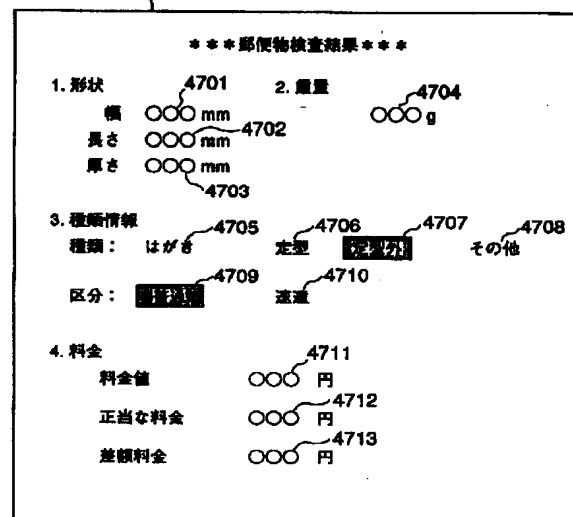 ＊＊＊郵便物検査結果＊＊＊
1. 形状 4701 2. 重量 4704
幅 ○○○ mm ○○○ g
長さ ○○○ mm 4702
厚さ ○○○ mm
4703
3. 種類情報 4705 4706 4707 4708
種類： はがき 定型 定型外 その他
4709 4710
区分： 速達
4. 料金 4711
料金値 ○○○ 円
4712
正当な料金 ○○○ 円
4713
差額料金 ○○○ 円